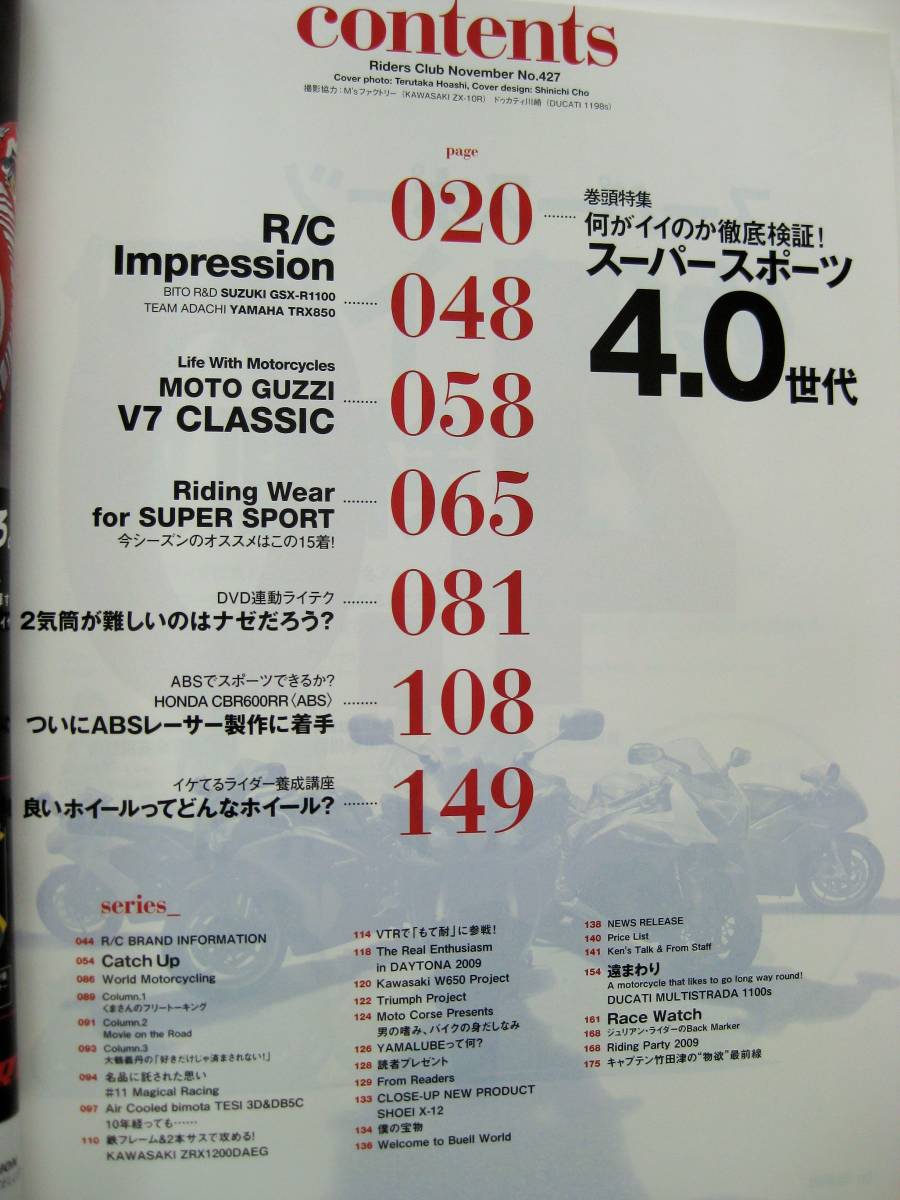 contents
Riders Club November No.427
Cover photo: Terutaka Hoashi, Cover design: Shinichi Cho
撮影協力：M'sファクトリー（KAWASAKI ZX-10R） ドゥカティ川崎（DUCATI 1198s）
page
020
巻頭特集
何がイイのか徹底検証！
スーパースポーツ
4.0世代
R/C
Impression
BITO R&D SUZUKI GSX-R1100
TEAM ADACHI YAMAHA TRX850
048
Life With Motorcycles
MOTO GUZZI
V7 CLASSIC
058
Riding Wear
for SUPER SPORT
今シーズンのオススメはこの15着！
065
DVD連動ライテク
2気筒が難しいのはナゼだろう？
081
ABSでスポーツできるか？
HONDA CBR600RR〈ABS〉
ついにABSレーサー製作に着手
108
イケてるライダー養成講座
良いホイールってどんなホイール？
149
series_
044 R/C BRAND INFORMATION
054 Catch Up
086 World Motorcycling
089 Column.1
くまさんのフリートーキング
091 Column.2
Movie on the Road
093 Column.3
大鶴義丹の「好きだけじゃ済まされない！」
094 名品に託された思い
#11 Magical Racing
097 Air Cooled bimota TESI 3D&DB5C
10年経っても……
110 鉄フレーム&2本サスで攻める！
KAWASAKI ZRX1200DAEG
114 VTRで「もて耐」に参戦！
118 The Real Enthusiasm
in DAYTONA 2009
120 Kawasaki W650 Project
122 Triumph Project
124 Moto Corse Presents
男の嗜み、バイクの身だしなみ
126 YAMALUBEって何？
128 読者プレゼント
129 From Readers
133 CLOSE-UP NEW PRODUCT
SHOEI X-12
134 僕の宝物
136 Welcome to Buell World
138 NEWS RELEASE
140 Price List
141 Ken's Talk & From Staff
154 遠まわり
A motorcycle that likes to go long way round!
DUCATI MULTISTRADA 1100s
161 Race Watch
168 ジュリアン・ライダーのBack Marker
168 Riding Party 2009
175 キャプテン竹田津の“物欲”最前線